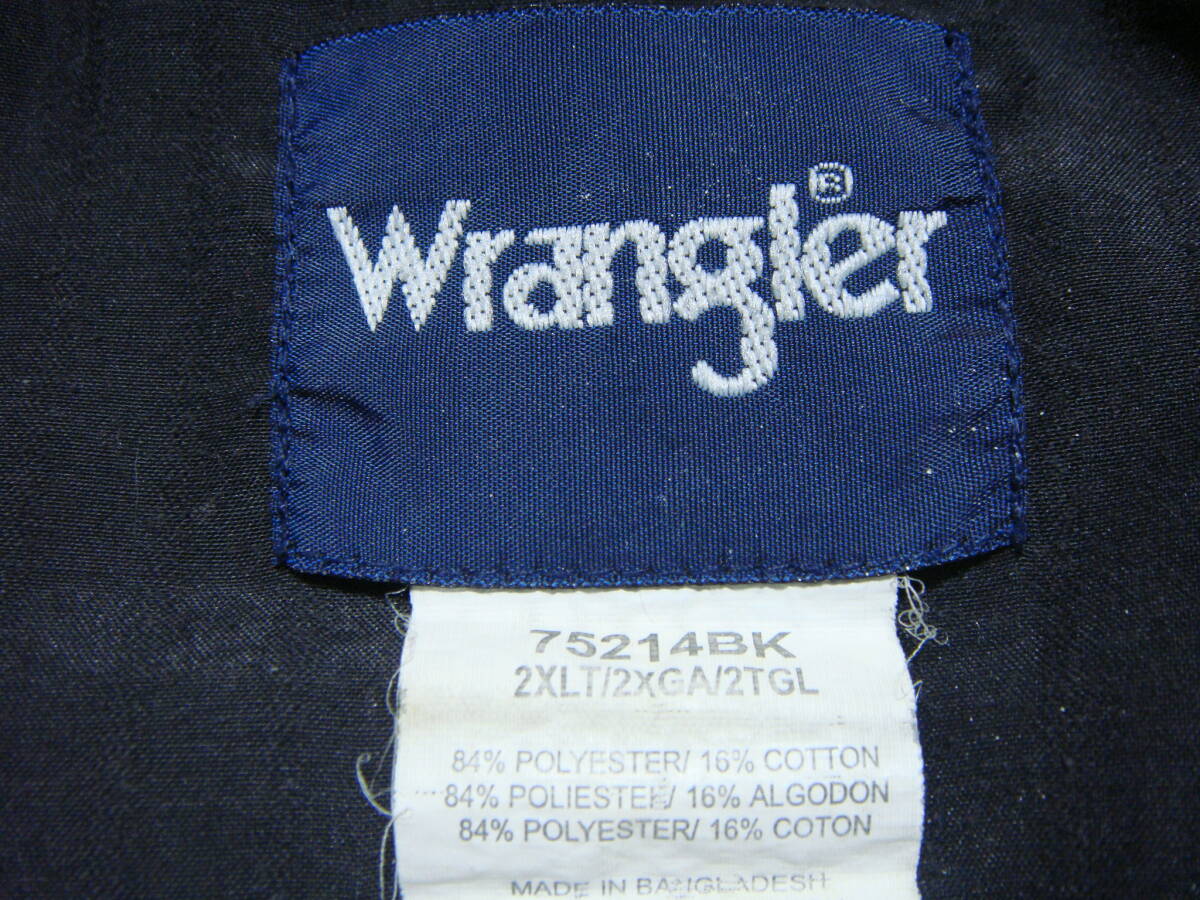 Wrangler®
75214BK
2XLT/2XGA/2TGL
84% POLYESTER/ 16% COTTON
84% POLIESTER/ 16% ALGODON
84% POLYESTER/ 16% COTON
MADE IN BANGLADESH